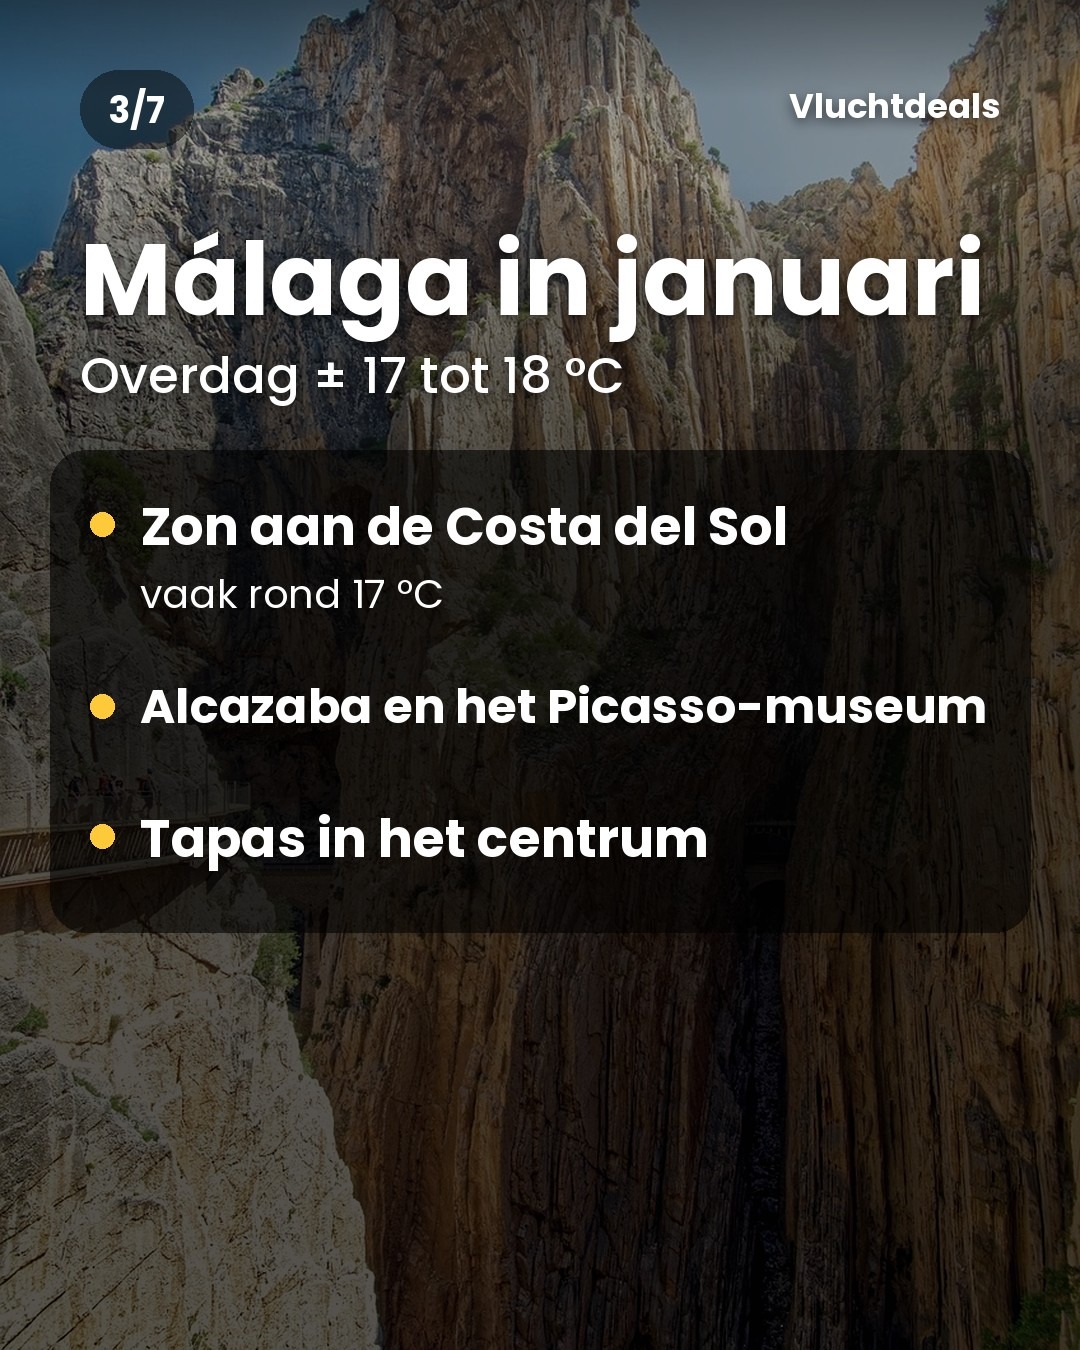 3/7
Vluchtdeals
Málaga in januari
Overdag ± 17 tot 18 °C
Zon aan de Costa del Sol
vaak rond 17 °C
Alcazaba en het Picasso-museum
Tapas in het centrum